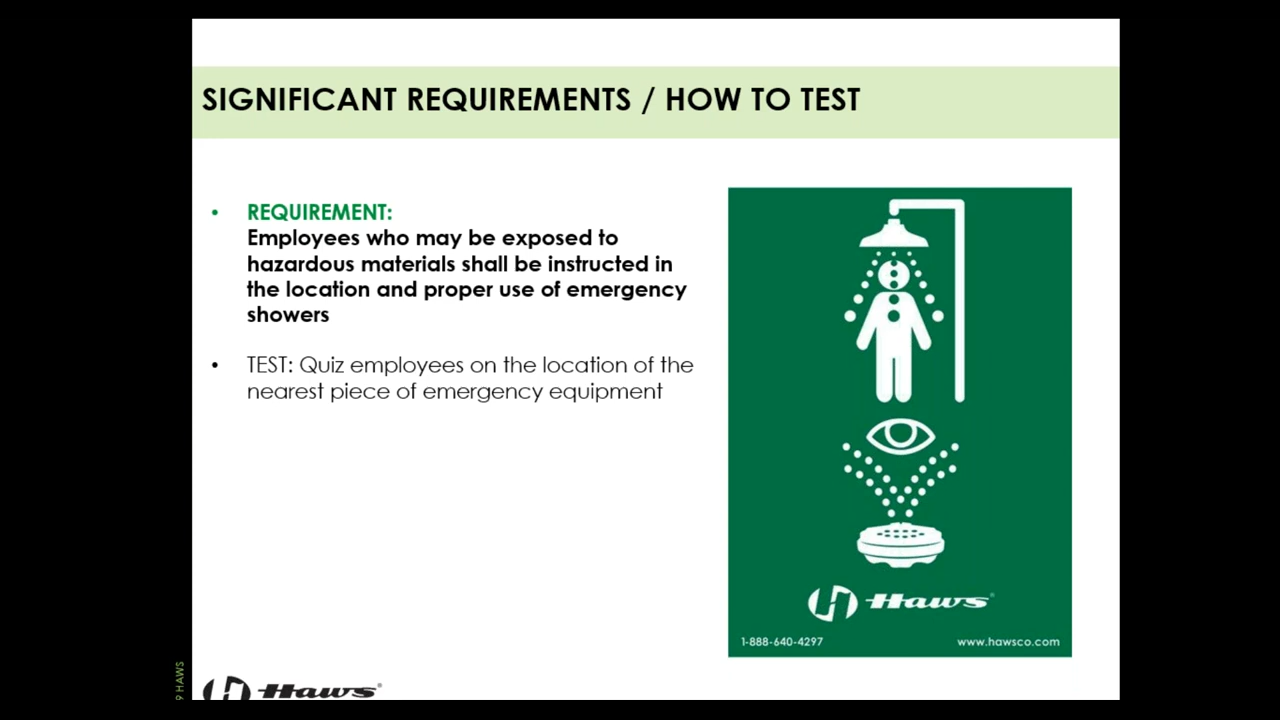 SIGNIFICANT REQUIREMENTS / HOW TO TEST
• REQUIREMENT:
Employees who may be exposed to
hazardous materials shall be instructed in
the location and proper use of emergency
showers
• TEST: Quiz employees on the location of the
nearest piece of emergency equipment
Haws®
1-888-640-4297 www.hawsco.com
9 HAWS
Haws®